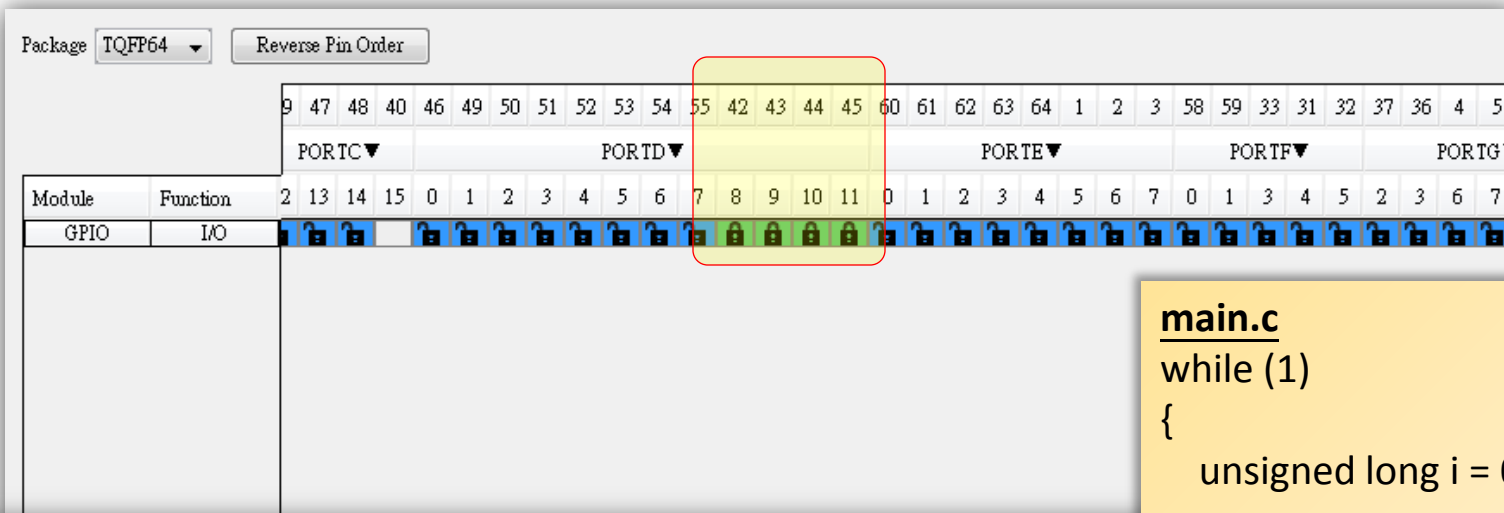 Package TQFP64 Reverse Pin Order
9 47 48 40 46 49 50 51 52 53 54 55 42 43 44 45 60 61 62 63 64 1 2 3 58 59 33 31 32 37 36 4 5
PORTC▼ PORTD▼ PORTE▼ PORTF▼ PORTG
Module Function 2 13 14 15 0 1 2 3 4 5 6 7 8 9 10 11 0 1 2 3 4 5 6 7 0 1 3 4 5 2 3 6 7
GPIO I/O
main.c
while (1)
{
unsigned long i =